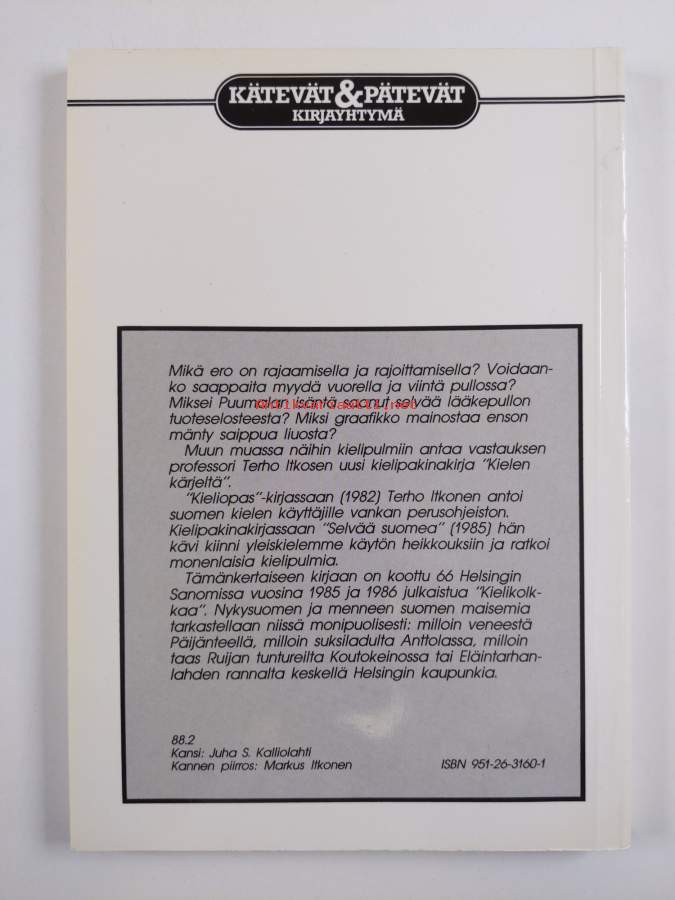 KÄTEVÄT & PÄTEVÄT
KIRJAYHTYMÄ
Mikä ero on rajaamisella ja rajoittamisella? Voidaan-
ko saappaita myydä vuorella ja viintä pullossa?
Miksei Puumalan isäntä saanut selvää lääkepullon
Antikvariaatti.net
tuoteselosteesta? Miksi graafikko mainostaa enson
mänty saippua liuosta?
Muun muassa näihin kielipulmiin antaa vastauksen
professori Terho Itkosen uusi kielipakinakirja "Kielen
kärjeltä".
"Kieliopas"-kirjassaan (1982) Terho Itkonen antoi
suomen kielen käyttäjille vankan perusohjeiston.
Kielipakinakirjassaan "Selvää suomea" (1985) hän
kävi kiinni yleiskielemme käytön heikkouksiin ja ratkoi
monenlaisia kielipulmia.
Tämänkertaiseen kirjaan on koottu 66 Helsingin
Sanomissa vuosina 1985 ja 1986 julkaistua "Kielikolk-
kaa". Nykysuomen ja menneen suomen maisemia
tarkastellaan niissä monipuolisesti: milloin veneestä
Päijänteellä, milloin suksiladulta Anttolassa, milloin
taas Ruijan tuntureilta Koutokeinossa tai Eläintarhan-
lahden rannalta keskellä Helsingin kaupunkia.
88.2
Kansi: Juha S. Kalliolahti
Kannen piirros: Markus Itkonen
ISBN 951-26-3160-1